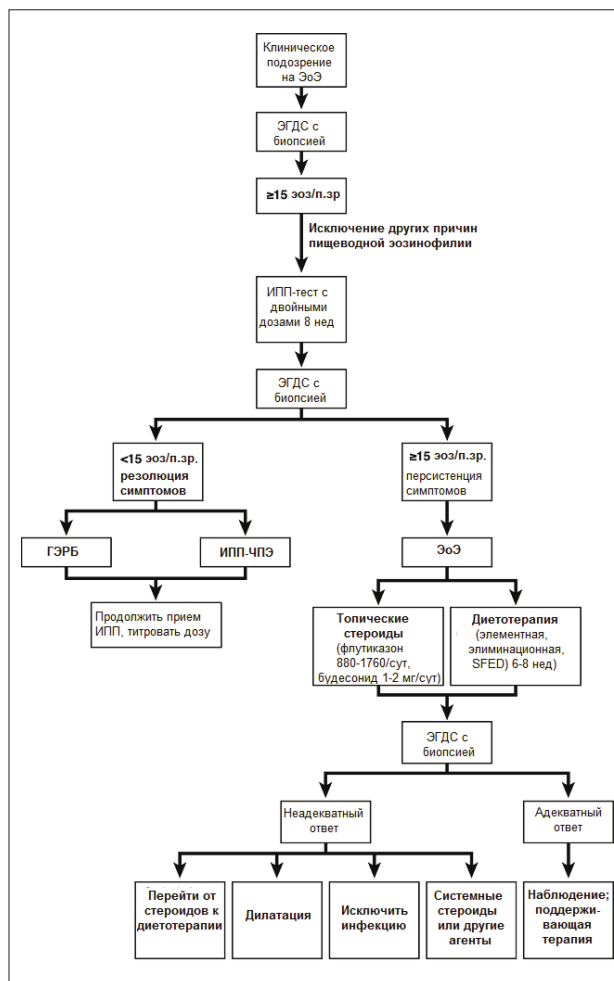 Клиническое
подозрение
на ЭоЭ
ЭГДС с
биопсией
≥15 эоз/п.зр
Исключение других причин
пищеводной эозинофилии
ИПП-тест с
двойными
дозами 8 нед
ЭГДС с
биопсией
<15 эоз/п.зр.
резолюция
симптомов
≥15 эоз/п.зр.
персистенция
симптомов
ГЭРБ
ИПП-ЧПЭ
ЭоЭ
Продолжить прием
ИПП, титровать дозу
Топические
стероиды
(флутиказон
880-1760/сут,
будесонид 1-2 мг/сут)
Диетотерапия
(элементная,
элиминационная,
SFED) 6-8 нед)
ЭГДС с
биопсией
Неадекватный
ответ
Адекватный
ответ
Перейти от
стероидов к
диетотерапии
Дилатация
Исключить
инфекцию
Системные
стероиды
или другие
агенты
Наблюдение;
поддержи-
вающая
терапия